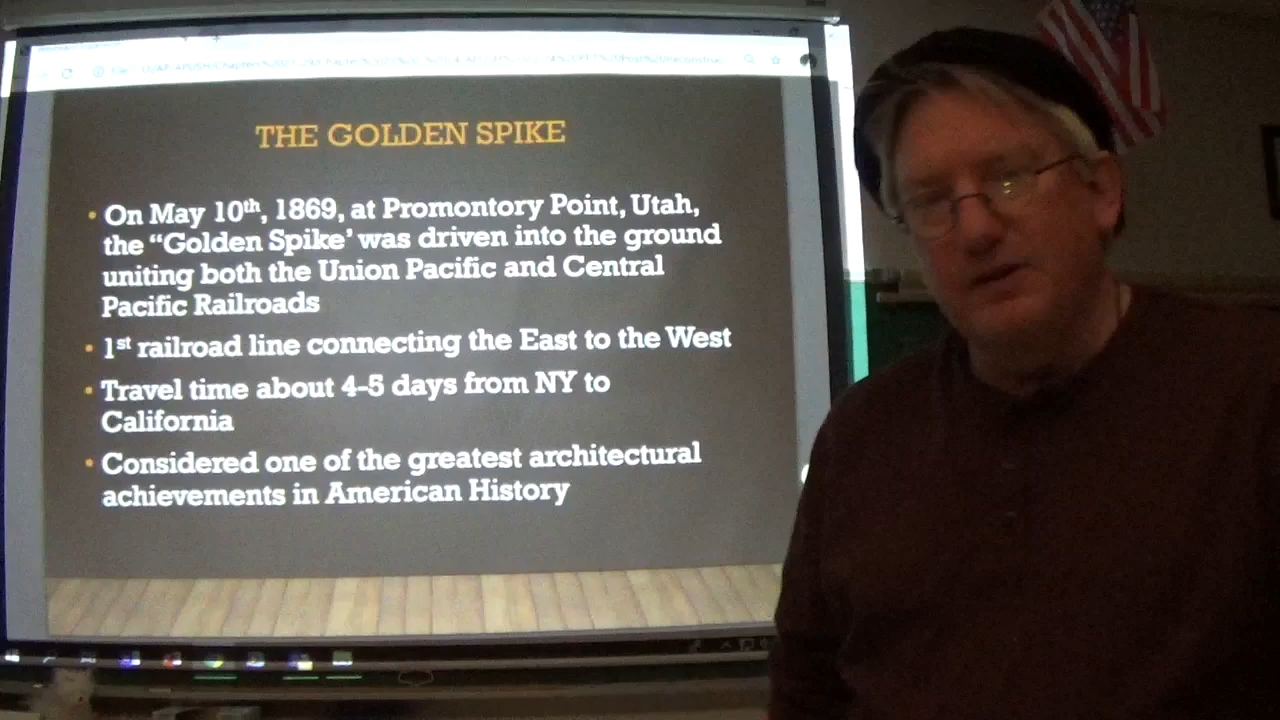 THE GOLDEN SPIKE
• On May 10th, 1869, at Promontory Point, Utah,
the “Golden Spike’ was driven into the ground
uniting both the Union Pacific and Central
Pacific Railroads
• 1st railroad line connecting the East to the West
• Travel time about 4-5 days from NY to
California
• Considered one of the greatest architectural
achievements in American History